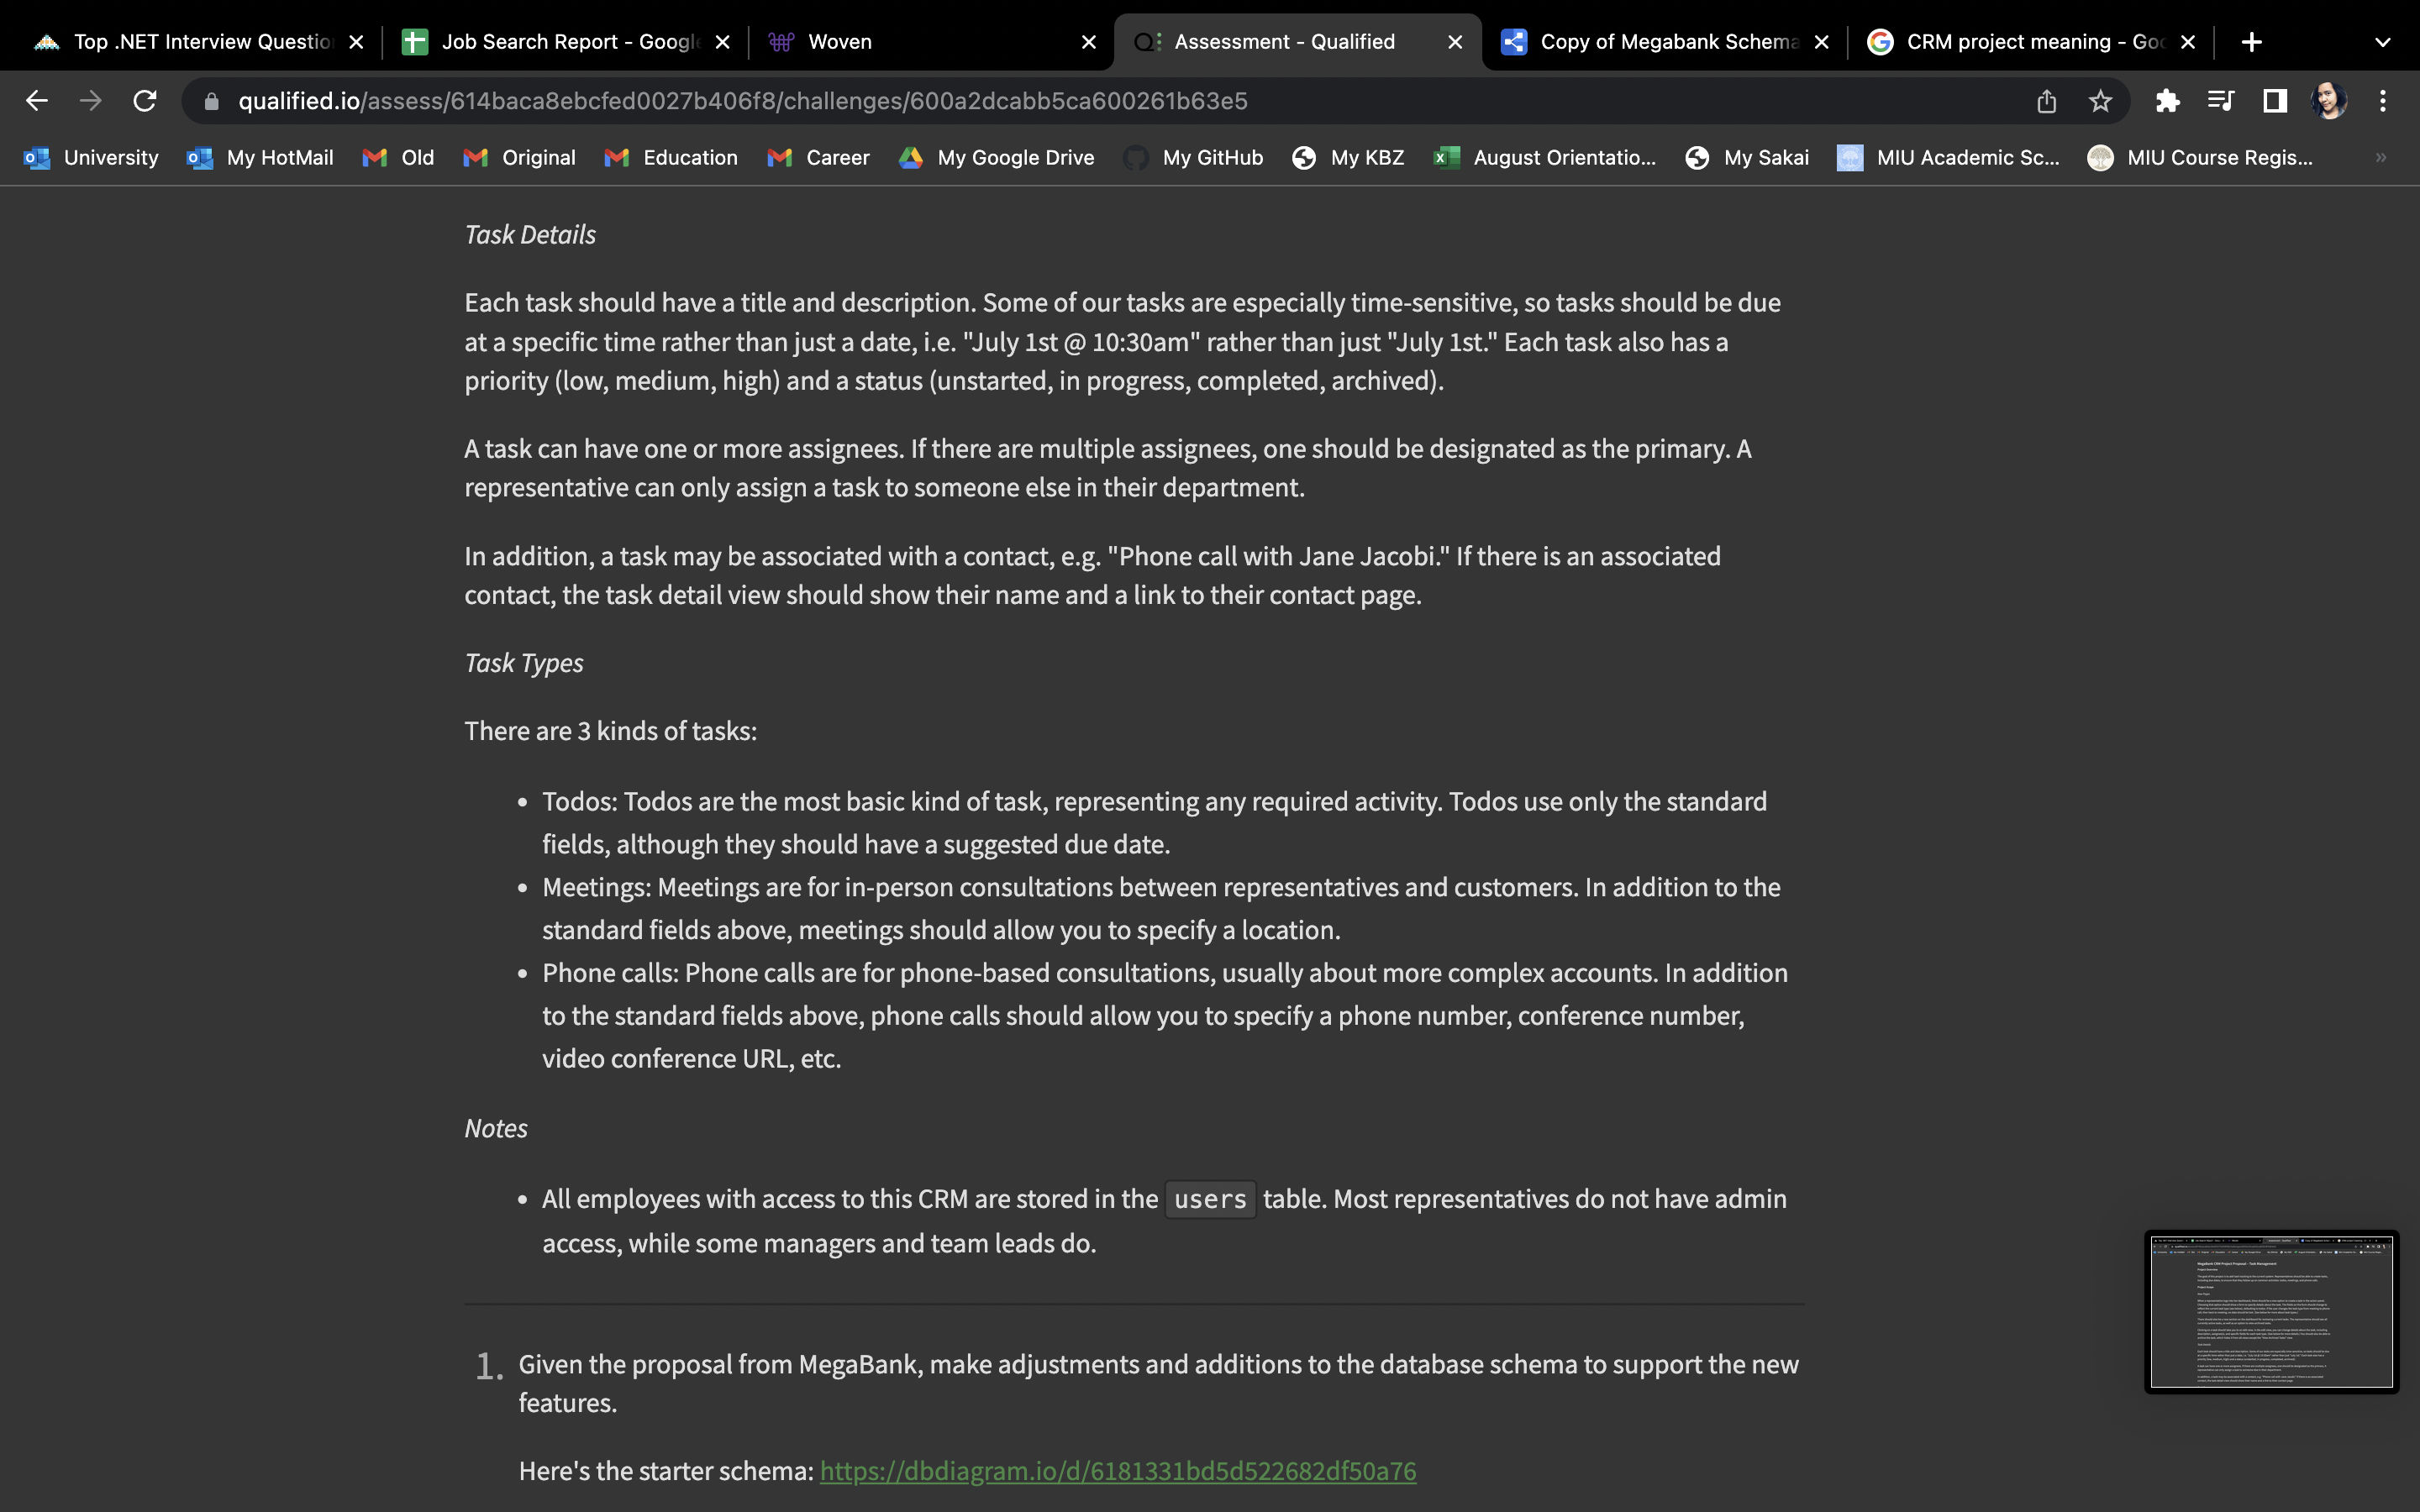 Top .NET Interview Questio
Job Search Report - Google
Woven
Assessment - Qualified
Copy of Megabank Schema
CRM project meaning - Goo
qualified.io/assess/614baca8ebcfed0027b406f8/challenges/600a2dcabb5ca600261b63e5
University
My HotMail
Old
Original
Education
Career
My Google Drive
My GitHub
My KBZ
August Orientatio...
My Sakai
MIU Academic Sc...
MIU Course Regis...
»
Task Details
Each task should have a title and description. Some of our tasks are especially time-sensitive, so tasks should be due
at a specific time rather than just a date, i.e. "July 1st @ 10:30am" rather than just "July 1st." Each task also has a
priority (low, medium, high) and a status (unstarted, in progress, completed, archived).
A task can have one or more assignees. If there are multiple assignees, one should be designated as the primary. A
representative can only assign a task to someone else in their department.
In addition, a task may be associated with a contact, e.g. "Phone call with Jane Jacobi." If there is an associated
contact, the task detail view should show their name and a link to their contact page.
Task Types
There are 3 kinds of tasks:
• Todos: Todos are the most basic kind of task, representing any required activity. Todos use only the standard
fields, although they should have a suggested due date.
• Meetings: Meetings are for in-person consultations between representatives and customers. In addition to the
standard fields above, meetings should allow you to specify a location.
• Phone calls: Phone calls are for phone-based consultations, usually about more complex accounts. In addition
to the standard fields above, phone calls should allow you to specify a phone number, conference number,
video conference URL, etc.
Notes
• All employees with access to this CRM are stored in the users table. Most representatives do not have admin
access, while some managers and team leads do.
1. Given the proposal from MegaBank, make adjustments and additions to the database schema to support the new
features.
Here's the starter schema: https://dbdiagram.io/d/6181331bd5d522682df50a76